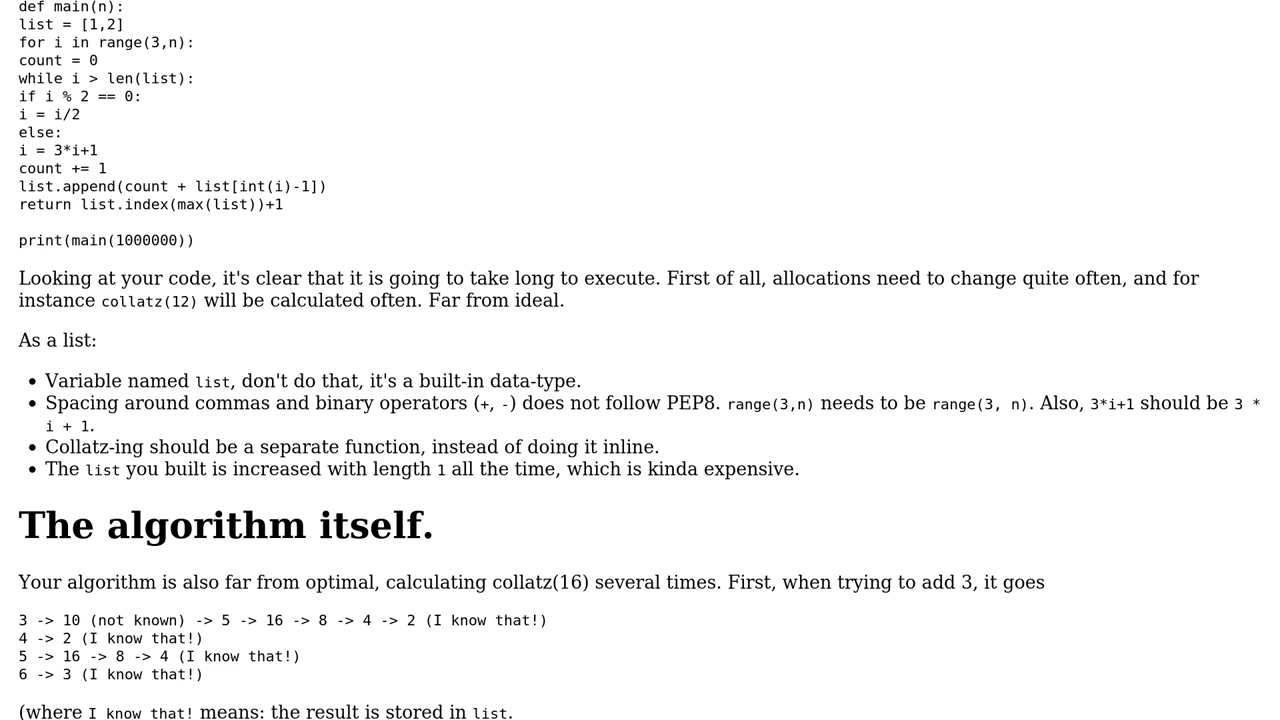 def main(n):
list = [1,2]
for i in range(3,n):
count = 0
while i > len(list):
if i % 2 == 0:
i = i/2
else:
i = 3*i+1
count += 1
list.append(count + list[int(i)-1])
return list.index(max(list))+1

print(main(1000000))
Looking at your code, it's clear that it is going to take long to execute. First of all, allocations need to change quite often, and for
instance collatz(12) will be calculated often. Far from ideal.
As a list:
• Variable named list, don't do that, it's a built-in data-type.
• Spacing around commas and binary operators (+, -) does not follow PEP8. range(3,n) needs to be range(3, n). Also, 3*i+1 should be 3 *
i + 1.
• Collatz-ing should be a separate function, instead of doing it inline.
• The list you built is increased with length 1 all the time, which is kinda expensive.
The algorithm itself.
Your algorithm is also far from optimal, calculating collatz(16) several times. First, when trying to add 3, it goes
3 -> 10 (not known) -> 5 -> 16 -> 8 -> 4 -> 2 (I know that!)
4 -> 2 (I know that!)
5 -> 16 -> 8 -> 4 (I know that!)
6 -> 3 (I know that!)
(where I know that! means: the result is stored in list.